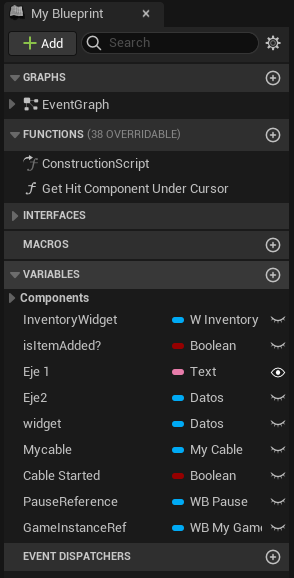 My Blueprint
Add
Search
GRAPHS
EventGraph
FUNCTIONS (38 OVERRIDABLE)
ConstructionScript
Get Hit Component Under Cursor
INTERFACES
MACROS
VARIABLES
Components
InventoryWidget W Inventory
isItemAdded? Boolean
Eje 1 Text
Eje2 Datos
widget Datos
Mycable My Cable
Cable Started Boolean
PauseReference WB Pause
GameInstanceRef WB My Gam
EVENT DISPATCHERS